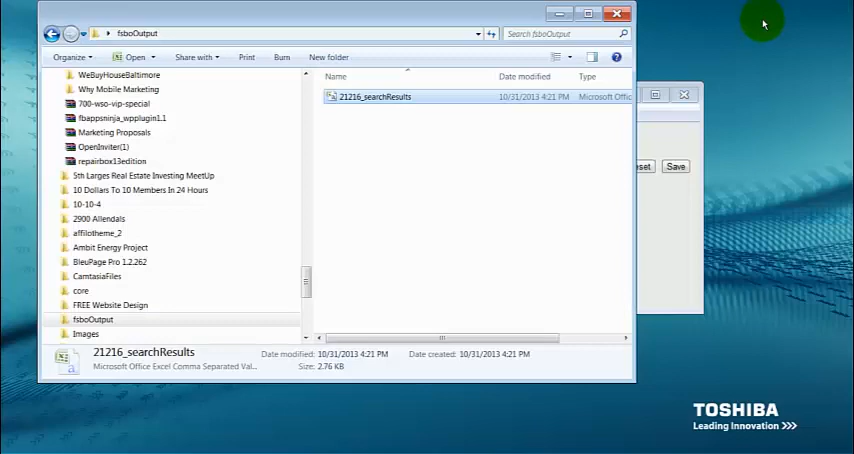 fsboOutput
Search fsboOutput
Organize
Open
Share with
Print
Burn
New folder
WeBuyHouseBaltimore
Why Mobile Marketing
700-wso-vip-special
fbappsninja_wpplugin1.1
Marketing Proposals
OpenInviter(1)
repairbox13edition
5th Larges Real Estate Investing MeetUp
10 Dollars To 10 Members In 24 Hours
10-10-4
2900 Allendals
affilotheme_2
Ambit Energy Project
BleuPage Pro 1.2.262
CamtasiaFiles
core
FREE Website Design
fsboOutput
Images
Name Date modified Type
21216_searchResults 10/31/2013 4:21 PM Microsoft Offic
set Save
21216_searchResults Date modified: 10/31/2013 4:21 PM Date created: 10/31/2013 4:21 PM
Microsoft Office Excel Comma Separated Val... Size: 2.76 KB
TOSHIBA
Leading Innovation >>>